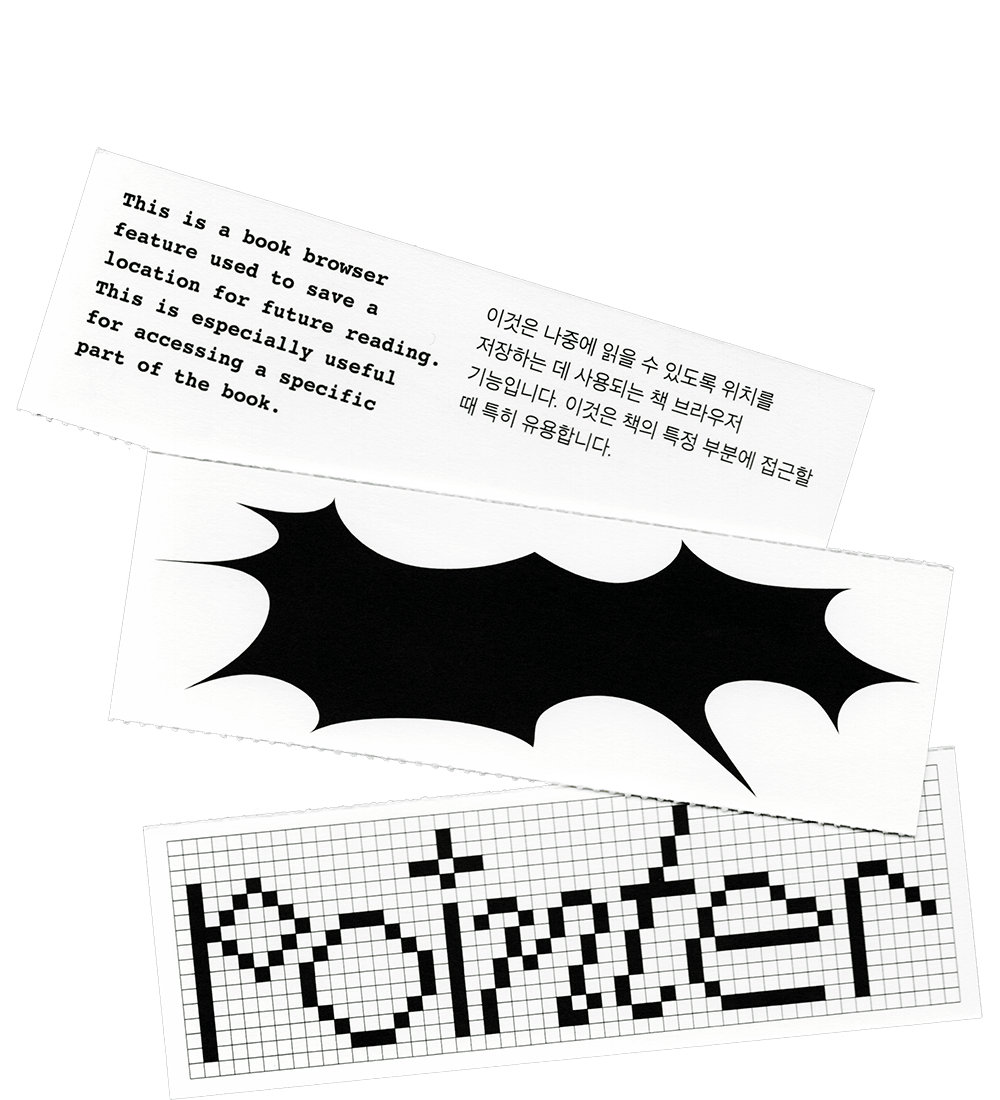 This is a book browser
feature used to save a
location for future reading.
This is especially useful
for accessing a specific
part of the book.
이것은 나중에 읽을 수 있도록 위치를
저장하는 데 사용되는 책 브라우저
기능입니다. 이것은 책의 특정 부분에 접근할
때 특히 유용합니다.
pointer